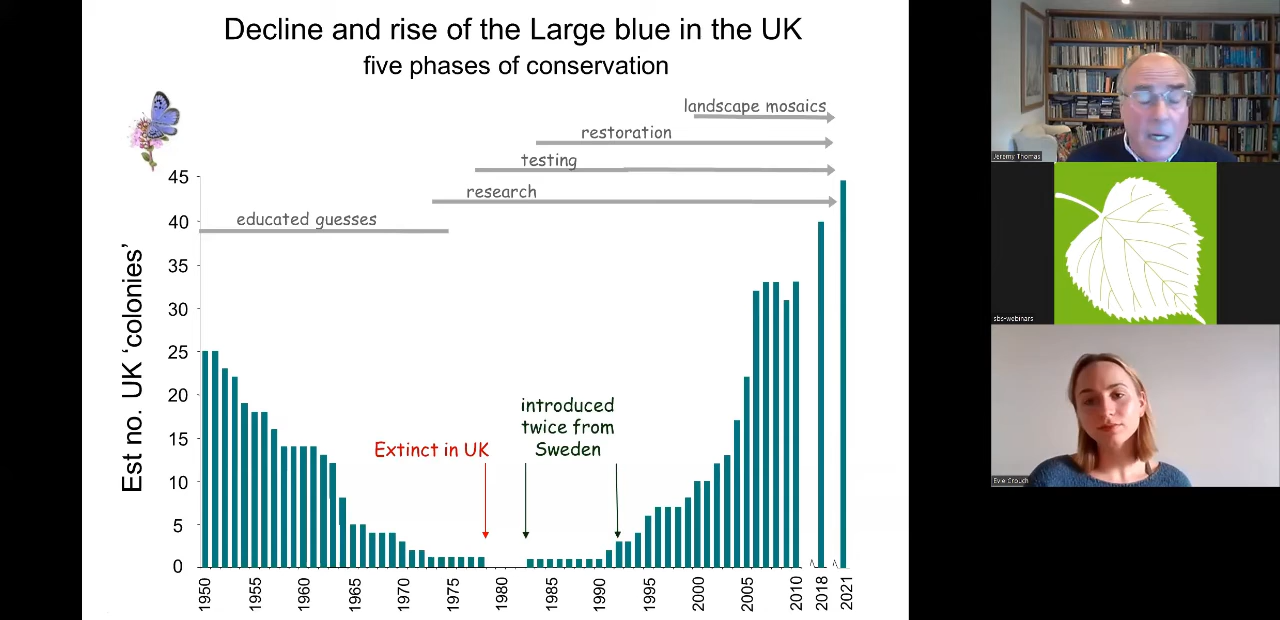 Decline and rise of the Large blue in the UK
five phases of conservation
landscape mosaics
restoration
testing
research
educated guesses
Est no. UK 'colonies'
45
40
35
30
25
20
15
10
5
0
Extinct in UK
introduced
twice from
Sweden
1950
1955
1960
1965
1970
1975
1980
1985
1990
1995
2000
2005
2010
2018
2021
Jeremy Thomas
sbs-webinars
Evie Crouch